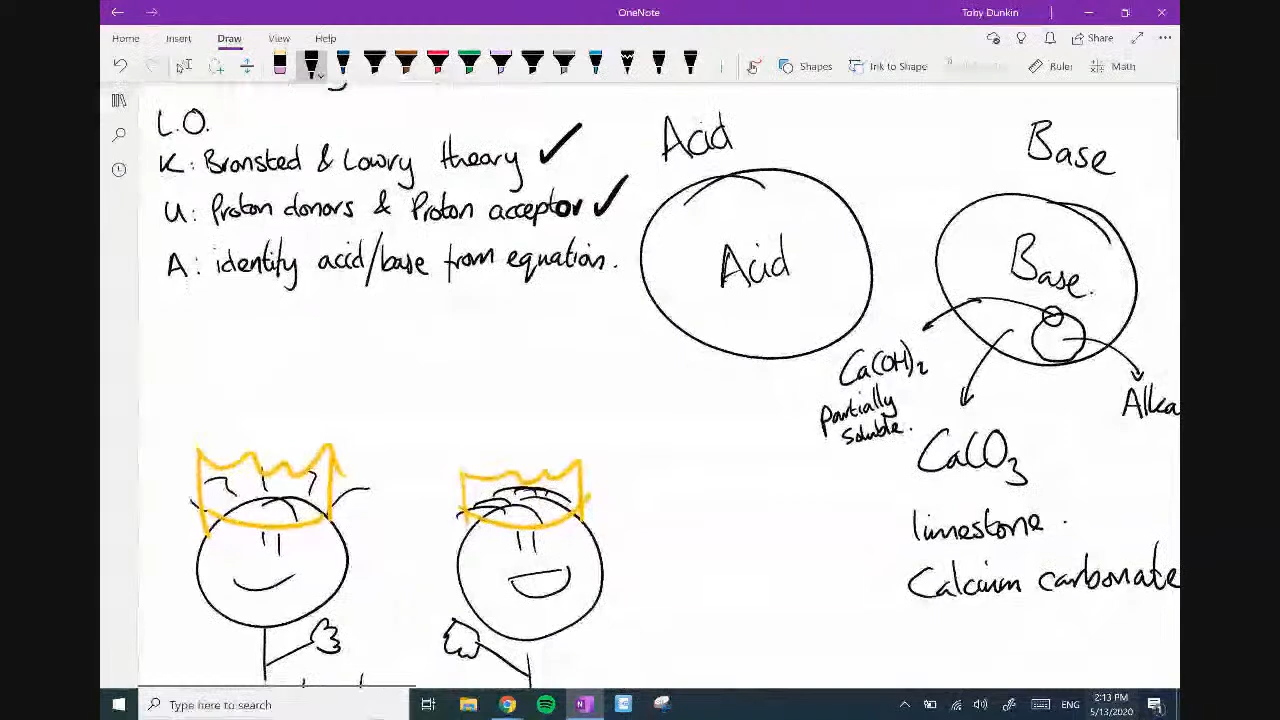 OneNote
Toby Dunkin
Home Insert Draw View Help
Share
Shapes
Ink to Shape
Ruler
Math
L.O.
K: Bronsted & Lowry theory ✓
U: Proton donors & Proton acceptor ✓
A: identify acid/base from equation.
Acid
Acid
Base
Base.
Ca(OH)2
partially
soluble.
Alka
CaCO3
limestone.
Calcium carbonate
Type here to search
ENG
2:13 PM
5/13/2020